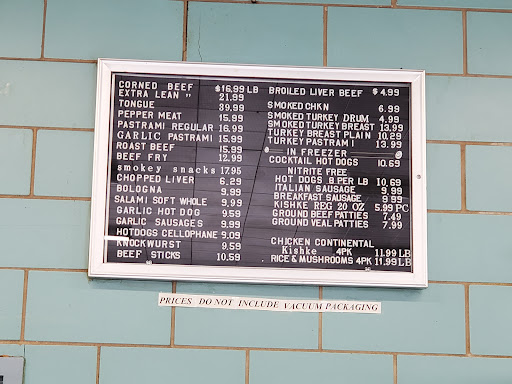 CORNED BEEF $16.99 LB
EXTRA LEAN " 21.99
TONGUE 39.99
PEPPER MEAT 15.99
PASTRAMI REGULAR 16.99
GARLIC PASTRAMI 15.99
ROAST BEEF 15.99
BEEF FRY 12.99
smokey snacks 17.95
CHOPPED LIVER 6.29
BOLOGNA 9.99
SALAMI SOFT WHOLE 9.99
GARLIC HOT DOG 9.59
GARLIC SAUSAGES 9.99
HOTDOGS CELLOPHANE 9.09
KNOCKWURST 9.59
BEEF STICKS 10.59
BROILED LIVER BEEF $4.99
SMOKED CHKN 6.99
SMOKED TURKEY DRUM 4.99
SMOKED TURKEY BREAST 13.99
TURKEY BREAST PLAIN 10.29
TURKEY PASTRAMI 13.99
IN FREEZER
COCKTAIL HOT DOGS 10.69
NITRITE FREE
HOT DOGS 8 PER LB 10.69
ITALIAN SAUSAGE 9.99
BREAKFAST SAUSAGE 9.99
KISHKE REG 20 OZ 5.99 PC
GROUND BEEF PATTIES 7.49
GROUND VEAL PATTIES 7.99
CHICKEN CONTINENTAL
Kishke 4PK 11.99 LB
RICE & MUSHROOMS 4PK 11.99 LB
PRICES DO NOT INCLUDE VACUUM PACKAGING